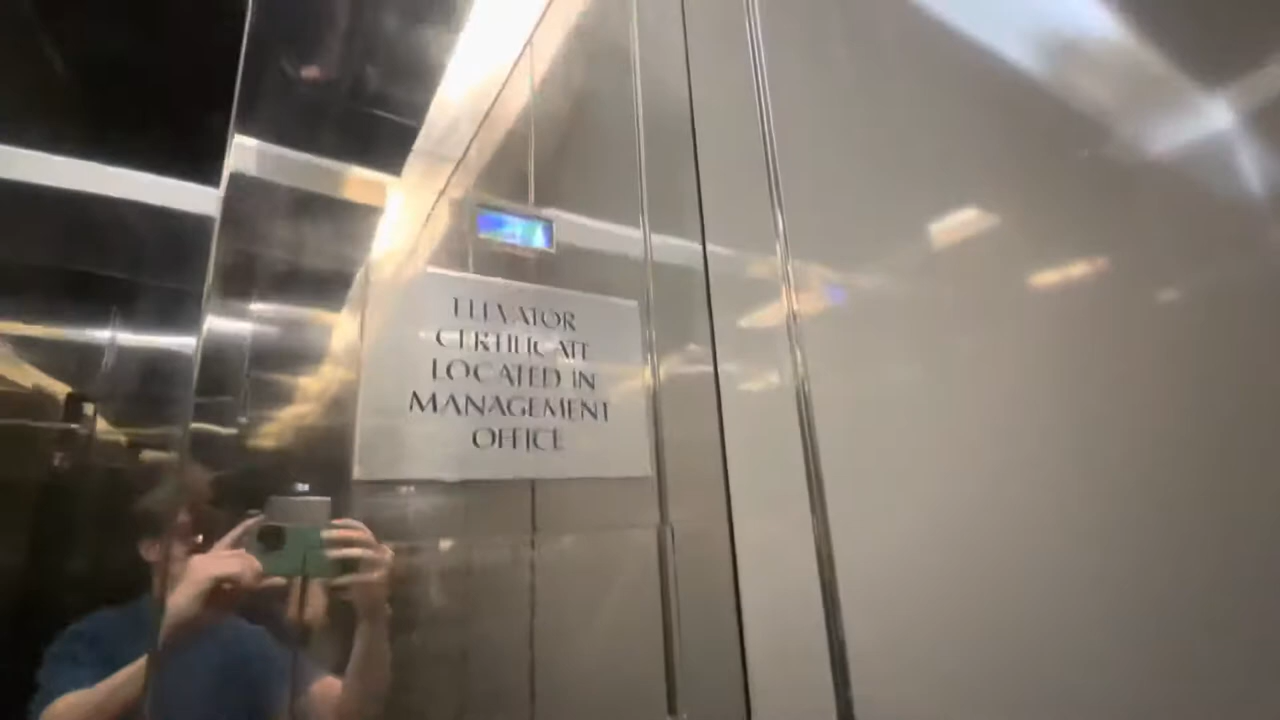 ELEVATOR
CERTIFICATE
LOCATED IN
MANAGEMENT
OFFICE